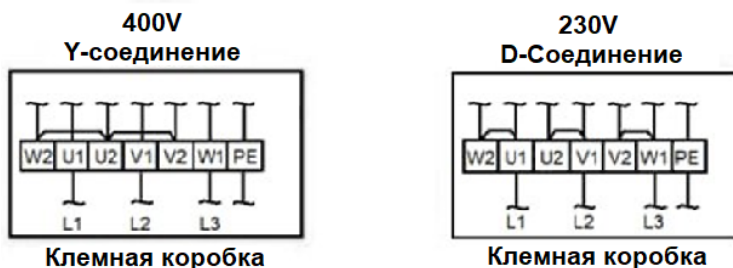 400V
Y-соединение
W2 U1 U2 V1 V2 W1 PE
L1 L2 L3
Клемная коробка
230V
D-Соединение
W2 U1 U2 V1 V2 W1 PE
L1 L2 L3
Клемная коробка